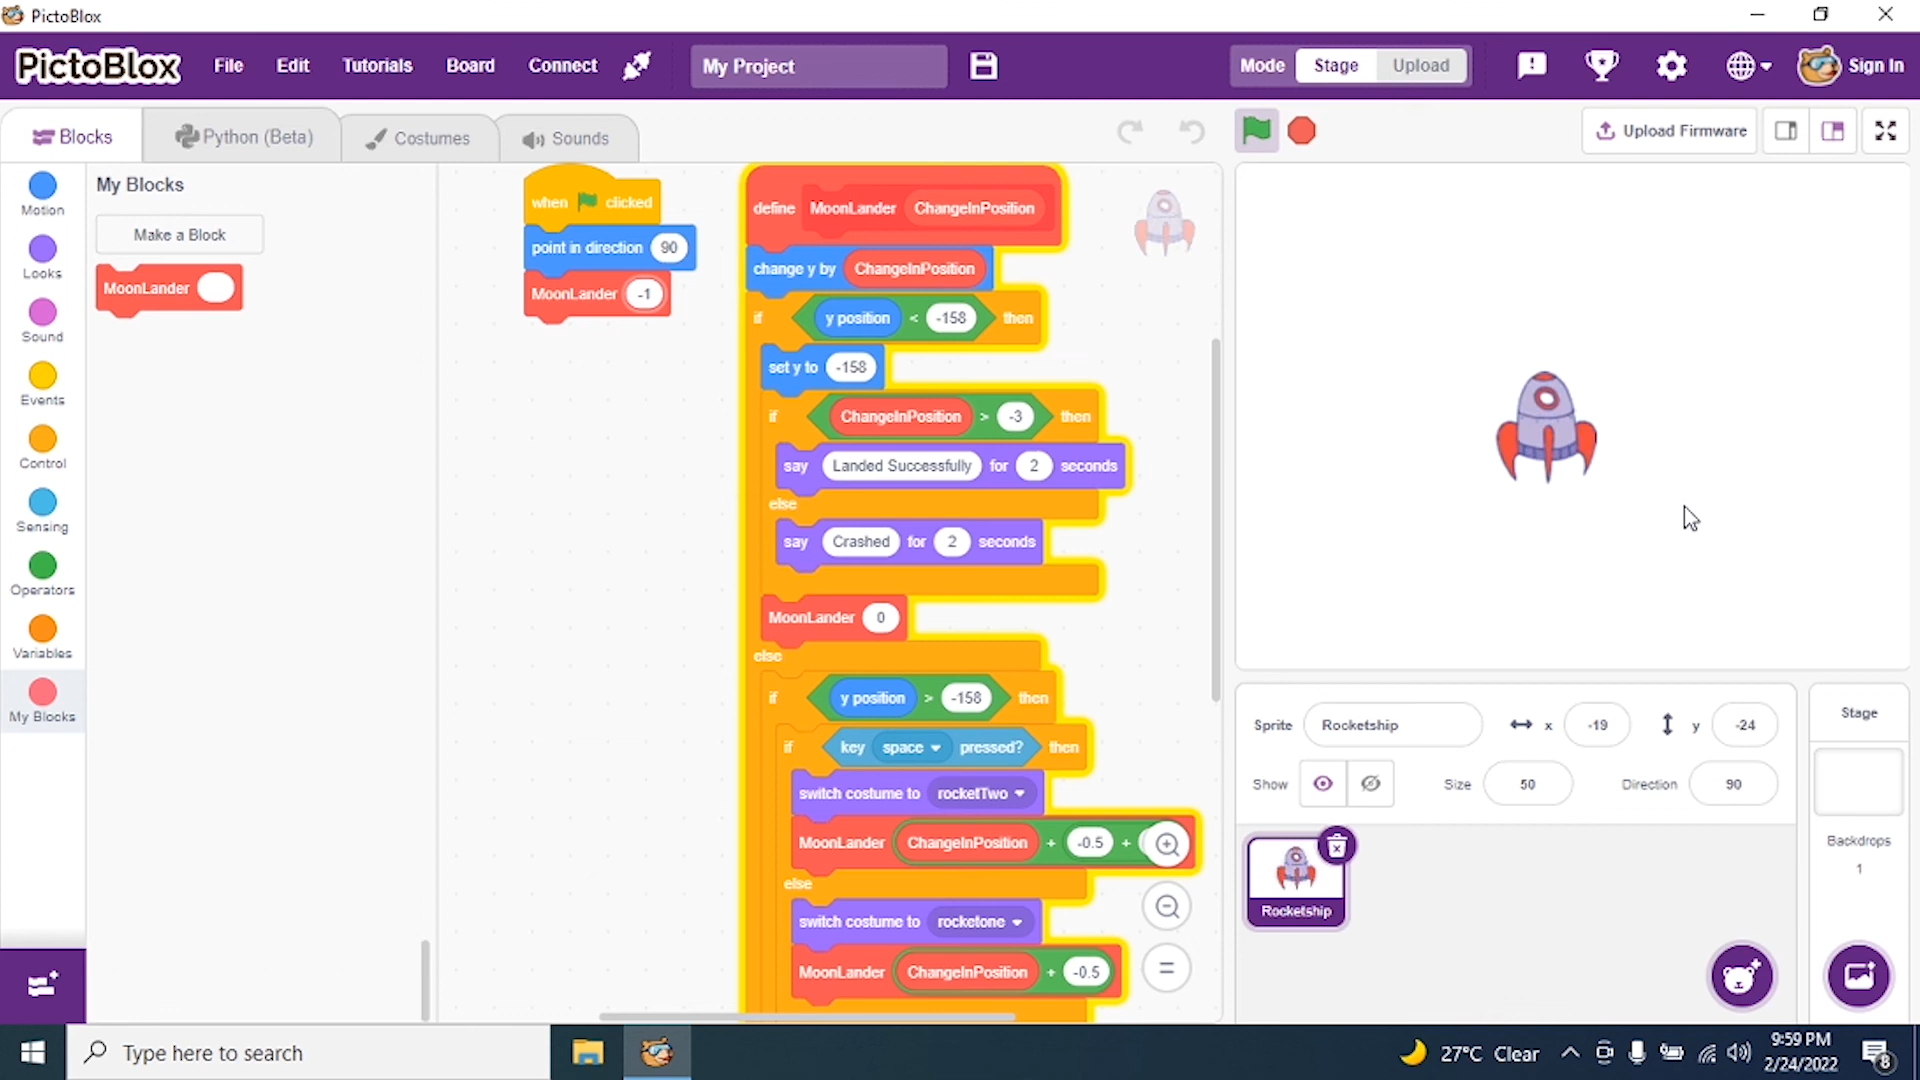 PictoBlox
PictoBlox File Edit Tutorials Board Connect My Project Mode Stage Upload Sign In
Blocks Python (Beta) Costumes Sounds Upload Firmware
Motion
Looks
Sound
Events
Control
Sensing
Operators
Variables
My Blocks
My Blocks
Make a Block
MoonLander
when clicked
point in direction 90
MoonLander -1
define MoonLander ChangeInPosition
change y by ChangeInPosition
if y position < -158 then
set y to -158
if ChangeInPosition > -3 then
say Landed Successfully for 2 seconds
else
say Crashed for 2 seconds
MoonLander 0
else
if y position > -158 then
if key space pressed? then
switch costume to rocketTwo
MoonLander ChangeInPosition + -0.5 +
else
switch costume to rocketone
MoonLander ChangeInPosition + -0.5
Sprite Rocketship x -19 y -24
Show Size 50 Direction 90
Rocketship
Stage
Backdrops
1
Type here to search
27°C Clear
9:59 PM
2/24/2022
8